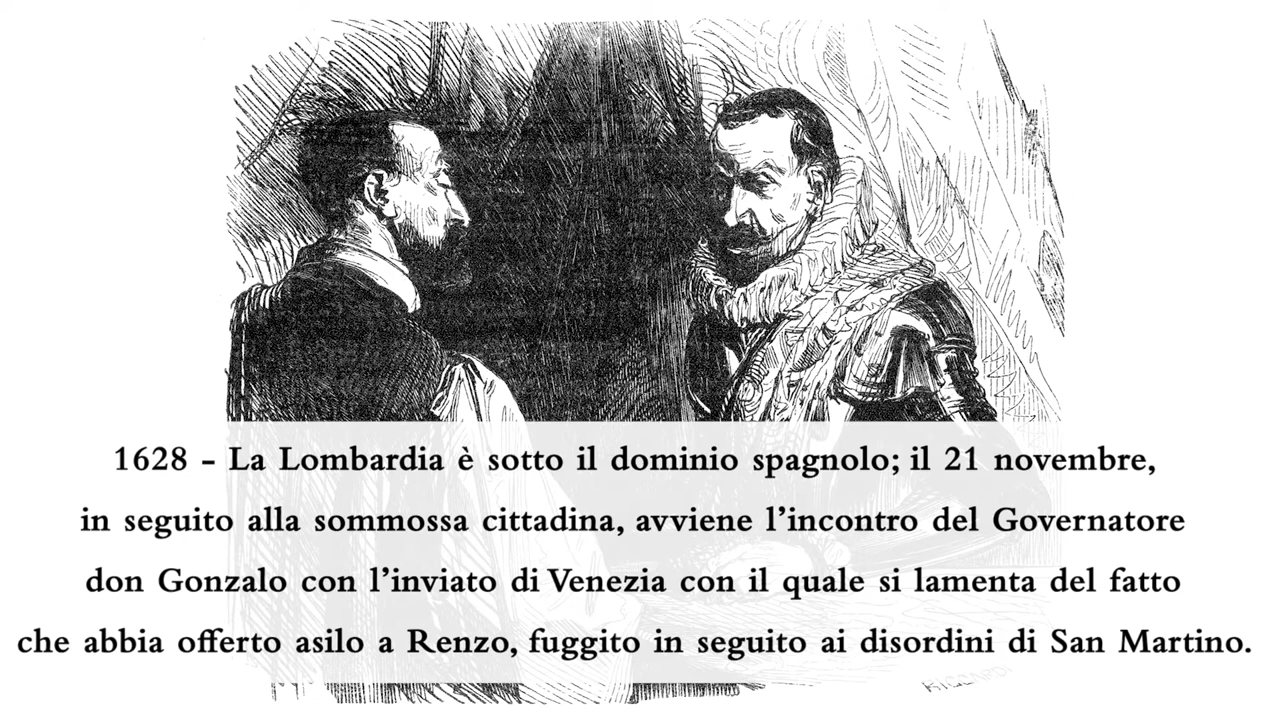 1628 - La Lombardia è sotto il dominio spagnolo; il 21 novembre,
in seguito alla sommossa cittadina, avviene l'incontro del Governatore
don Gonzalo con l'inviato di Venezia con il quale si lamenta del fatto
che abbia offerto asilo a Renzo, fuggito in seguito ai disordini di San Martino.